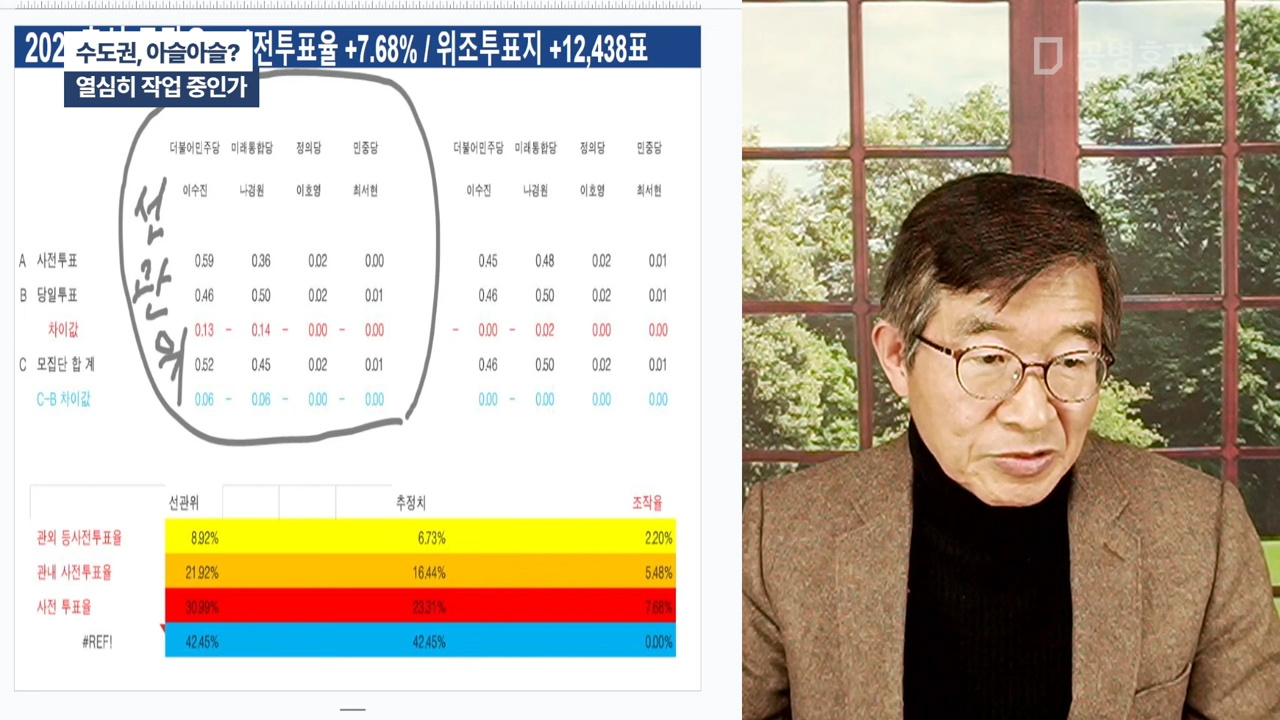 수도권, 아슬아슬?
열심히 작업 중인가
202 전투표율 +7.68% / 위조투표지 +12,438표
공병호TV
더불어민주당 미래통합당 정의당 민중당 더불어민주당 미래통합당 정의당 민중당
이수진 나경원 이호영 최서현 이수진 나경원 이호영 최서현
선관위
A 사전투표 0.59 0.36 0.02 0.00 0.45 0.48 0.02 0.01
B 당일투표 0.46 0.50 0.02 0.01 0.46 0.50 0.02 0.01
차이값 0.13 - 0.14 - 0.00 - 0.00 - 0.00 - 0.02 0.00 0.00
C 모집단 합 계 0.52 0.45 0.02 0.01 0.46 0.50 0.02 0.01
C-B 차이값 0.06 - 0.06 - 0.00 - 0.00 0.00 - 0.00 0.00 0.00
선관위 추정치 조작율
관외 등사전투표율 8.92% 6.73% 2.20%
관내 사전투표율 21.92% 16.44% 5.48%
사전 투표율 30.99% 23.31% 7.68%
#REF! 42.45% 42.45% 0.00%